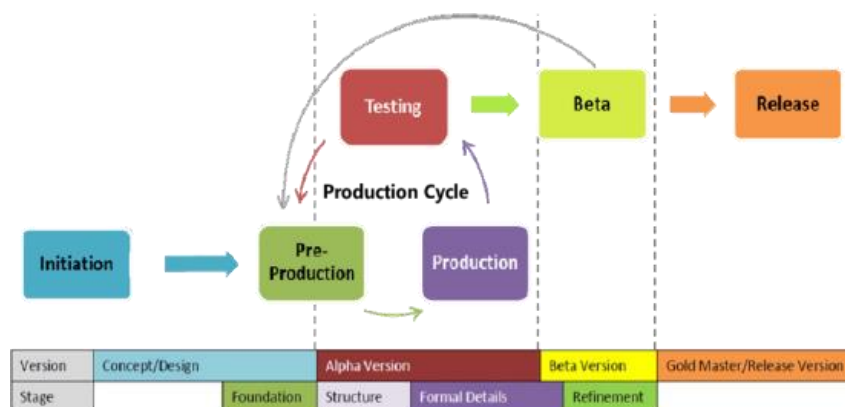 Testing
Beta
Release
Production Cycle
Initiation
Pre-
Production
Production
Version Concept/Design Alpha Version Beta Version Gold Master/Release Version
Stage Foundation Structure Formal Details Refinement